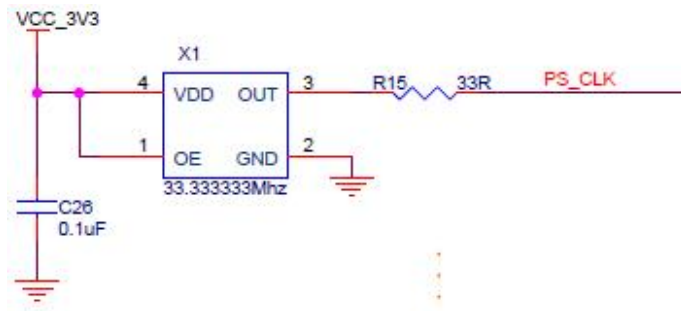 VCC_3V3
X1
4 VDD OUT 3 R15 33R PS_CLK
1 OE GND 2
33.333333Mhz
C26
0.1uF